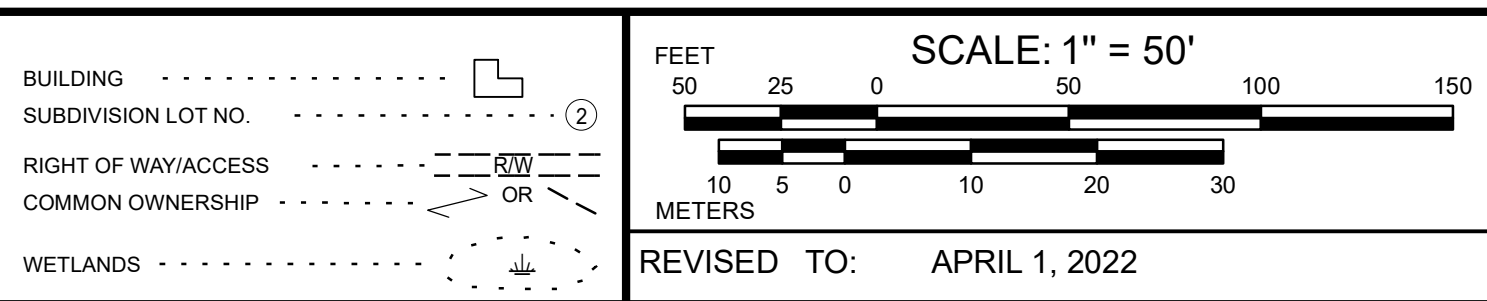 BUILDING
SUBDIVISION LOT NO. 2
RIGHT OF WAY/ACCESS R/W
COMMON OWNERSHIP OR
WETLANDS
SCALE: 1" = 50'
FEET
50 25 0 50 100 150
10 5 0 10 20 30
METERS
REVISED TO: APRIL 1, 2022